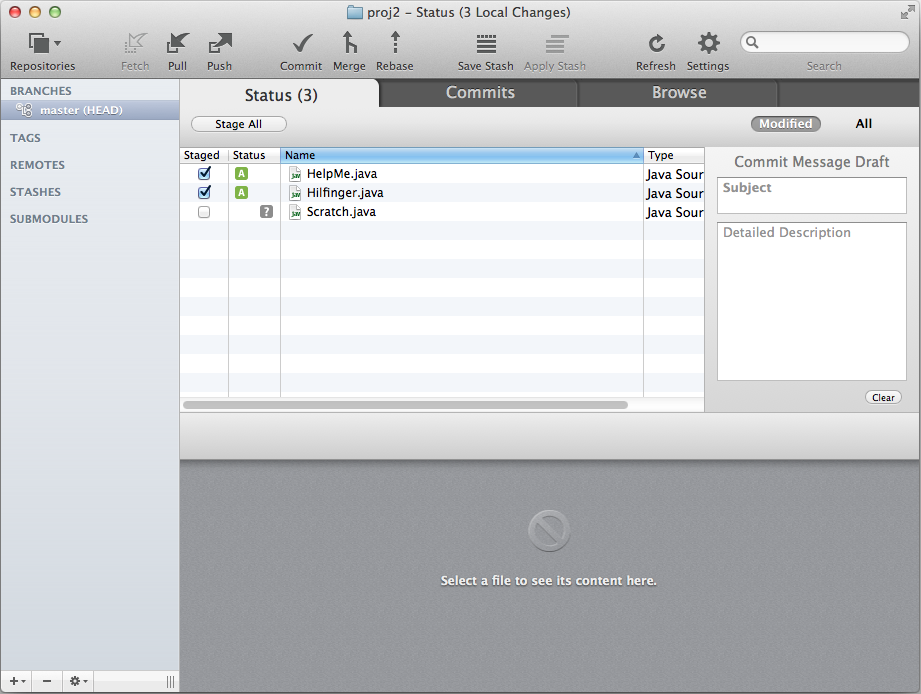 proj2 – Status (3 Local Changes)
Repositories Fetch Pull Push Commit Merge Rebase Save Stash Apply Stash Refresh Settings Search
BRANCHES
master (HEAD)
TAGS
REMOTES
STASHES
SUBMODULES
Status (3) Commits Browse
Stage All Modified All
Staged Status Name Type
A HelpMe.java Java Sour
A Hilfinger.java Java Sour
? Scratch.java Java Sour
Commit Message Draft
Subject
Detailed Description
Clear
Select a file to see its content here.